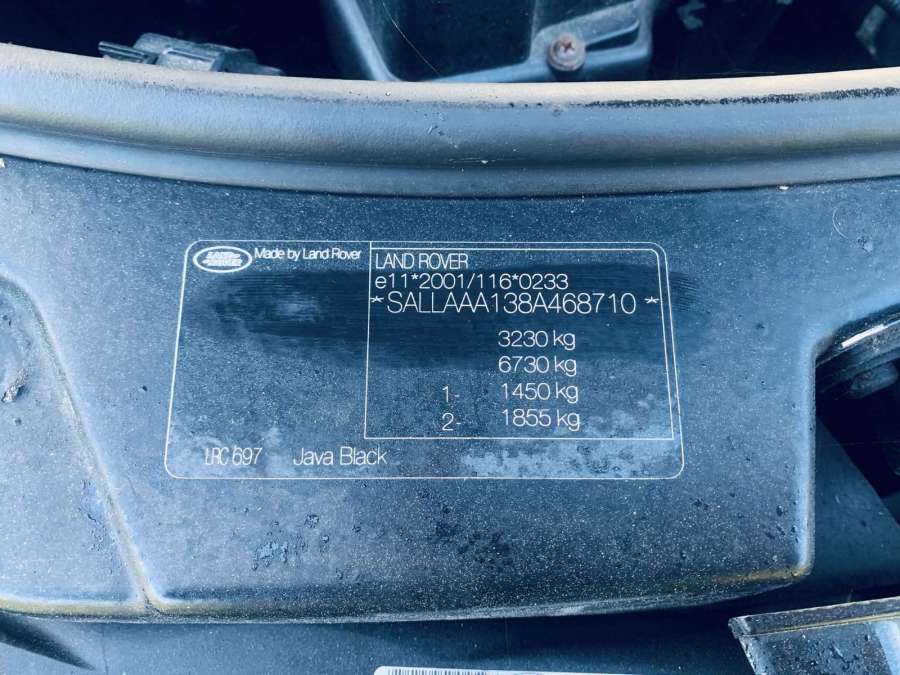 LAND ROVER
Made by Land Rover
LAND ROVER
e11*2001/116*0233
*SALLAAA138A468710 *
3230 kg
6730 kg
1- 1450 kg
2- 1855 kg
LRC 697 Java Black